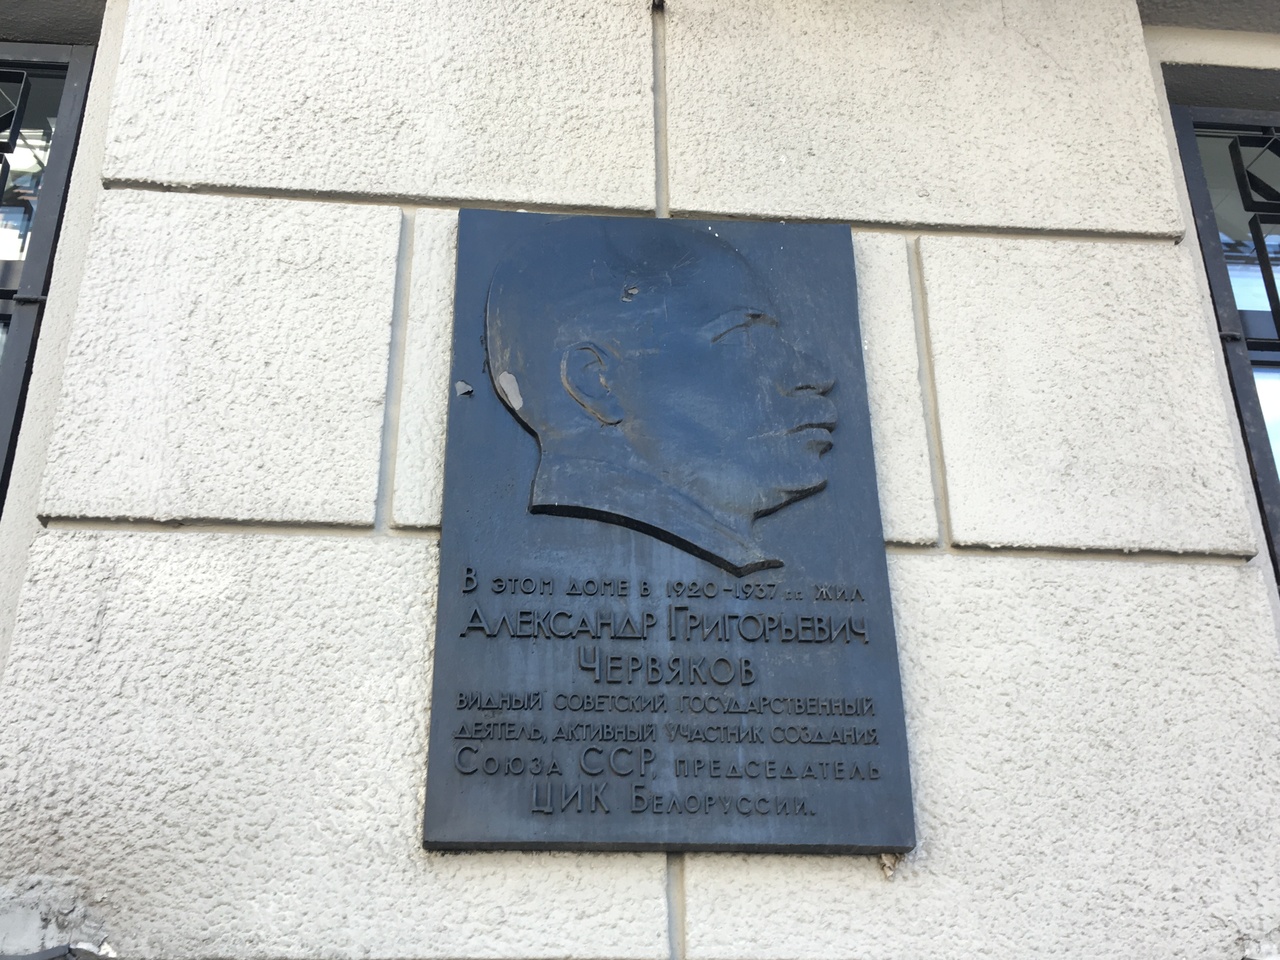 В этом доме в 1920-1937 гг. жил
Александр Григорьевич
Червяков
видный советский государственный
деятель, активный участник создания
Союза ССР, председатель
ЦИК Белоруссии.